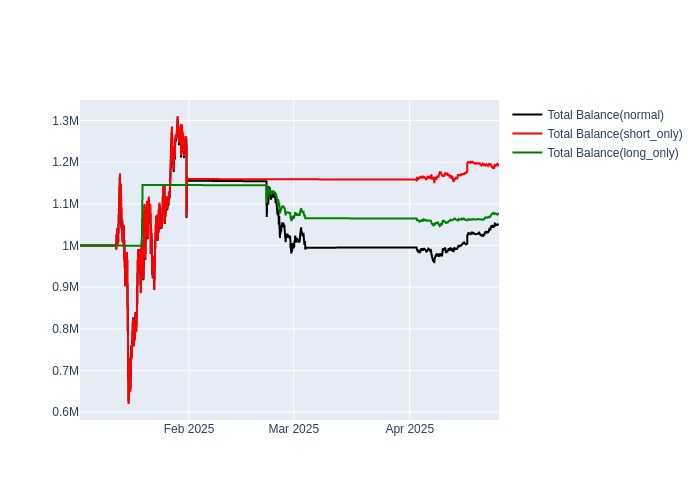 Total Balance(normal)
Total Balance(short_only)
Total Balance(long_only)
1.3M
1.2M
1.1M
1M
0.9M
0.8M
0.7M
0.6M
Feb 2025
Mar 2025
Apr 2025